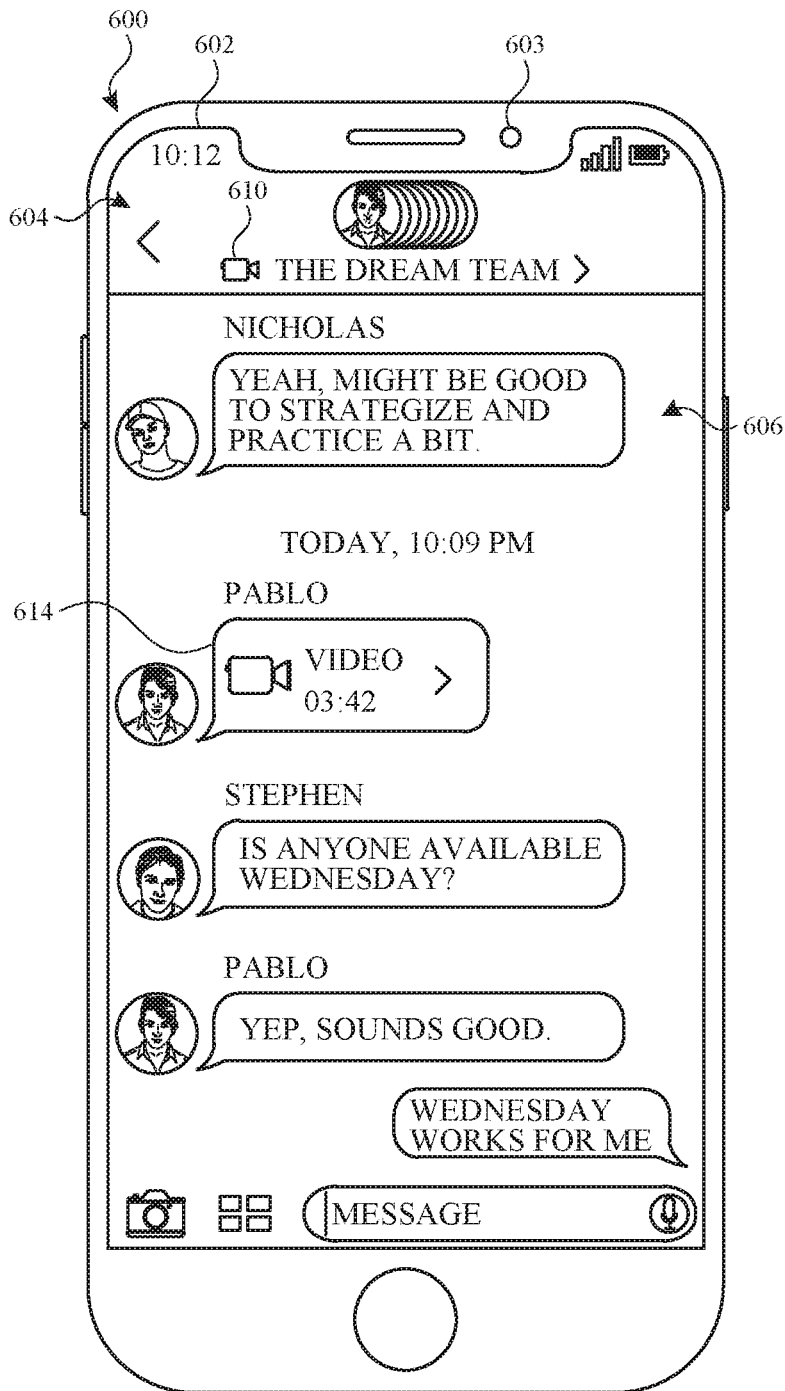 600
602
603
10:12
604
610
THE DREAM TEAM
NICHOLAS
YEAH, MIGHT BE GOOD
TO STRATEGIZE AND
PRACTICE A BIT.
606
TODAY, 10:09 PM
PABLO
614
VIDEO
03:42
STEPHEN
IS ANYONE AVAILABLE
WEDNESDAY?
PABLO
YEP, SOUNDS GOOD.
WEDNESDAY
WORKS FOR ME
MESSAGE